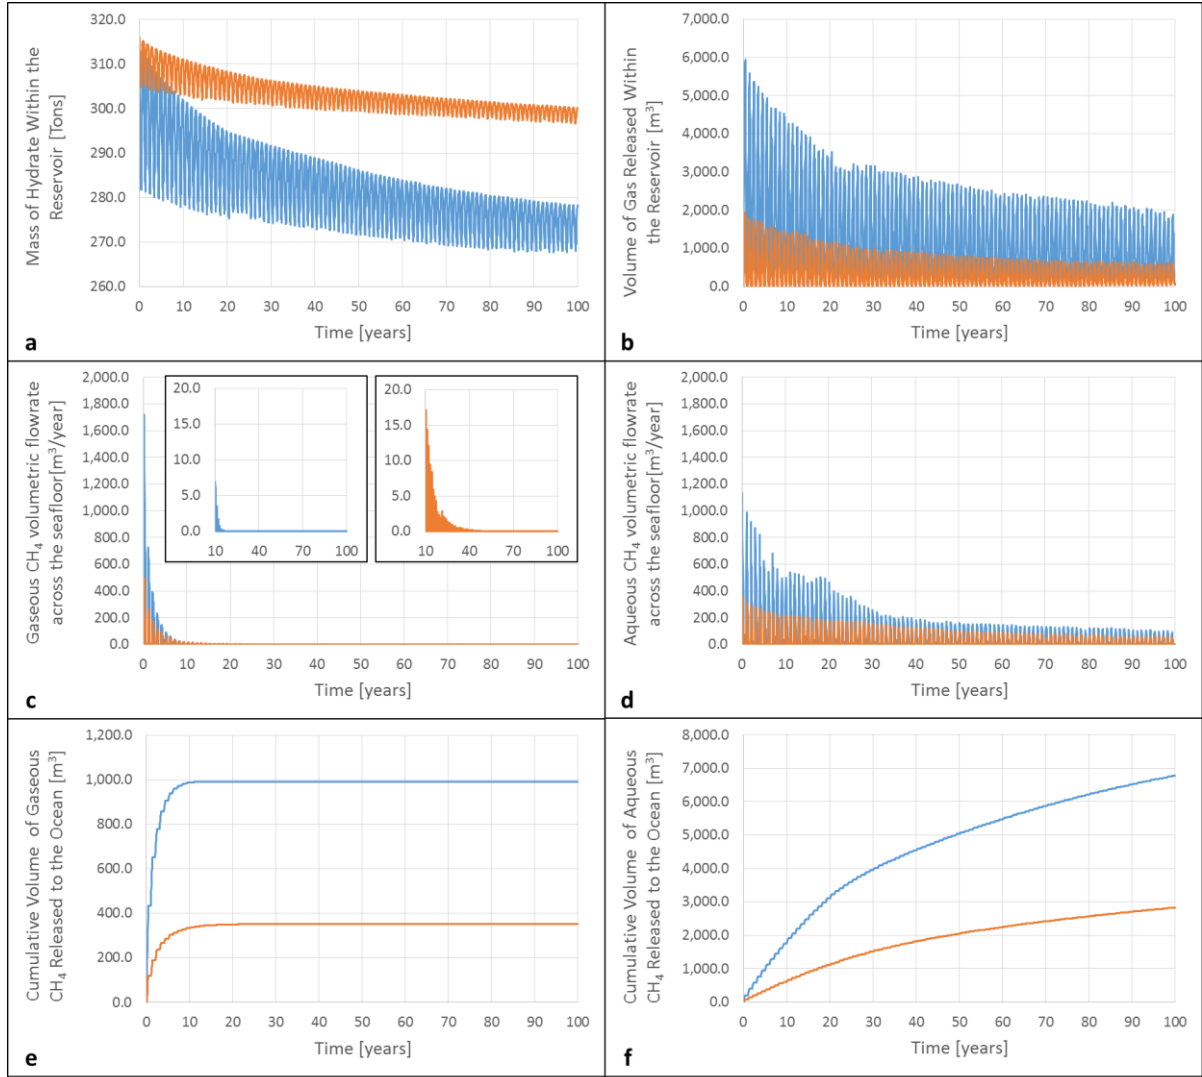 Mass of Hydrate Within the
Reservoir [Tons]
320.0
310.0
300.0
290.0
280.0
270.0
260.0
0 10 20 30 40 50 60 70 80 90 100
Time [years]
a
Volume of Gas Released Within
the Reservoir [m³]
7,000.0
6,000.0
5,000.0
4,000.0
3,000.0
2,000.0
1,000.0
0.0
0 10 20 30 40 50 60 70 80 90 100
Time [years]
b
Gaseous CH₄ volumetric flowrate
across the seafloor[m³/year]
2,000.0
1,800.0
1,600.0
1,400.0
1,200.0
1,000.0
800.0
600.0
400.0
200.0
0.0
0 10 20 30 40 50 60 70 80 90 100
Time [years]
20.0
15.0
10.0
5.0
0.0
10 40 70 100
20.0
15.0
10.0
5.0
0.0
10 40 70 100
c
Aqueous CH₄ volumetric flowrate
across the seafloor[m³/year]
2,000.0
1,800.0
1,600.0
1,400.0
1,200.0
1,000.0
800.0
600.0
400.0
200.0
0.0
0 10 20 30 40 50 60 70 80 90 100
Time [years]
d
Cumulative Volume of Gaseous
CH₄ Released to the Ocean [m³]
1,200.0
1,000.0
800.0
600.0
400.0
200.0
0.0
0 10 20 30 40 50 60 70 80 90 100
Time [years]
e
Cumulative Volume of Aqueous
CH₄ Released to the Ocean [m³]
8,000.0
7,000.0
6,000.0
5,000.0
4,000.0
3,000.0
2,000.0
1,000.0
0.0
0 10 20 30 40 50 60 70 80 90 100
Time [years]
f